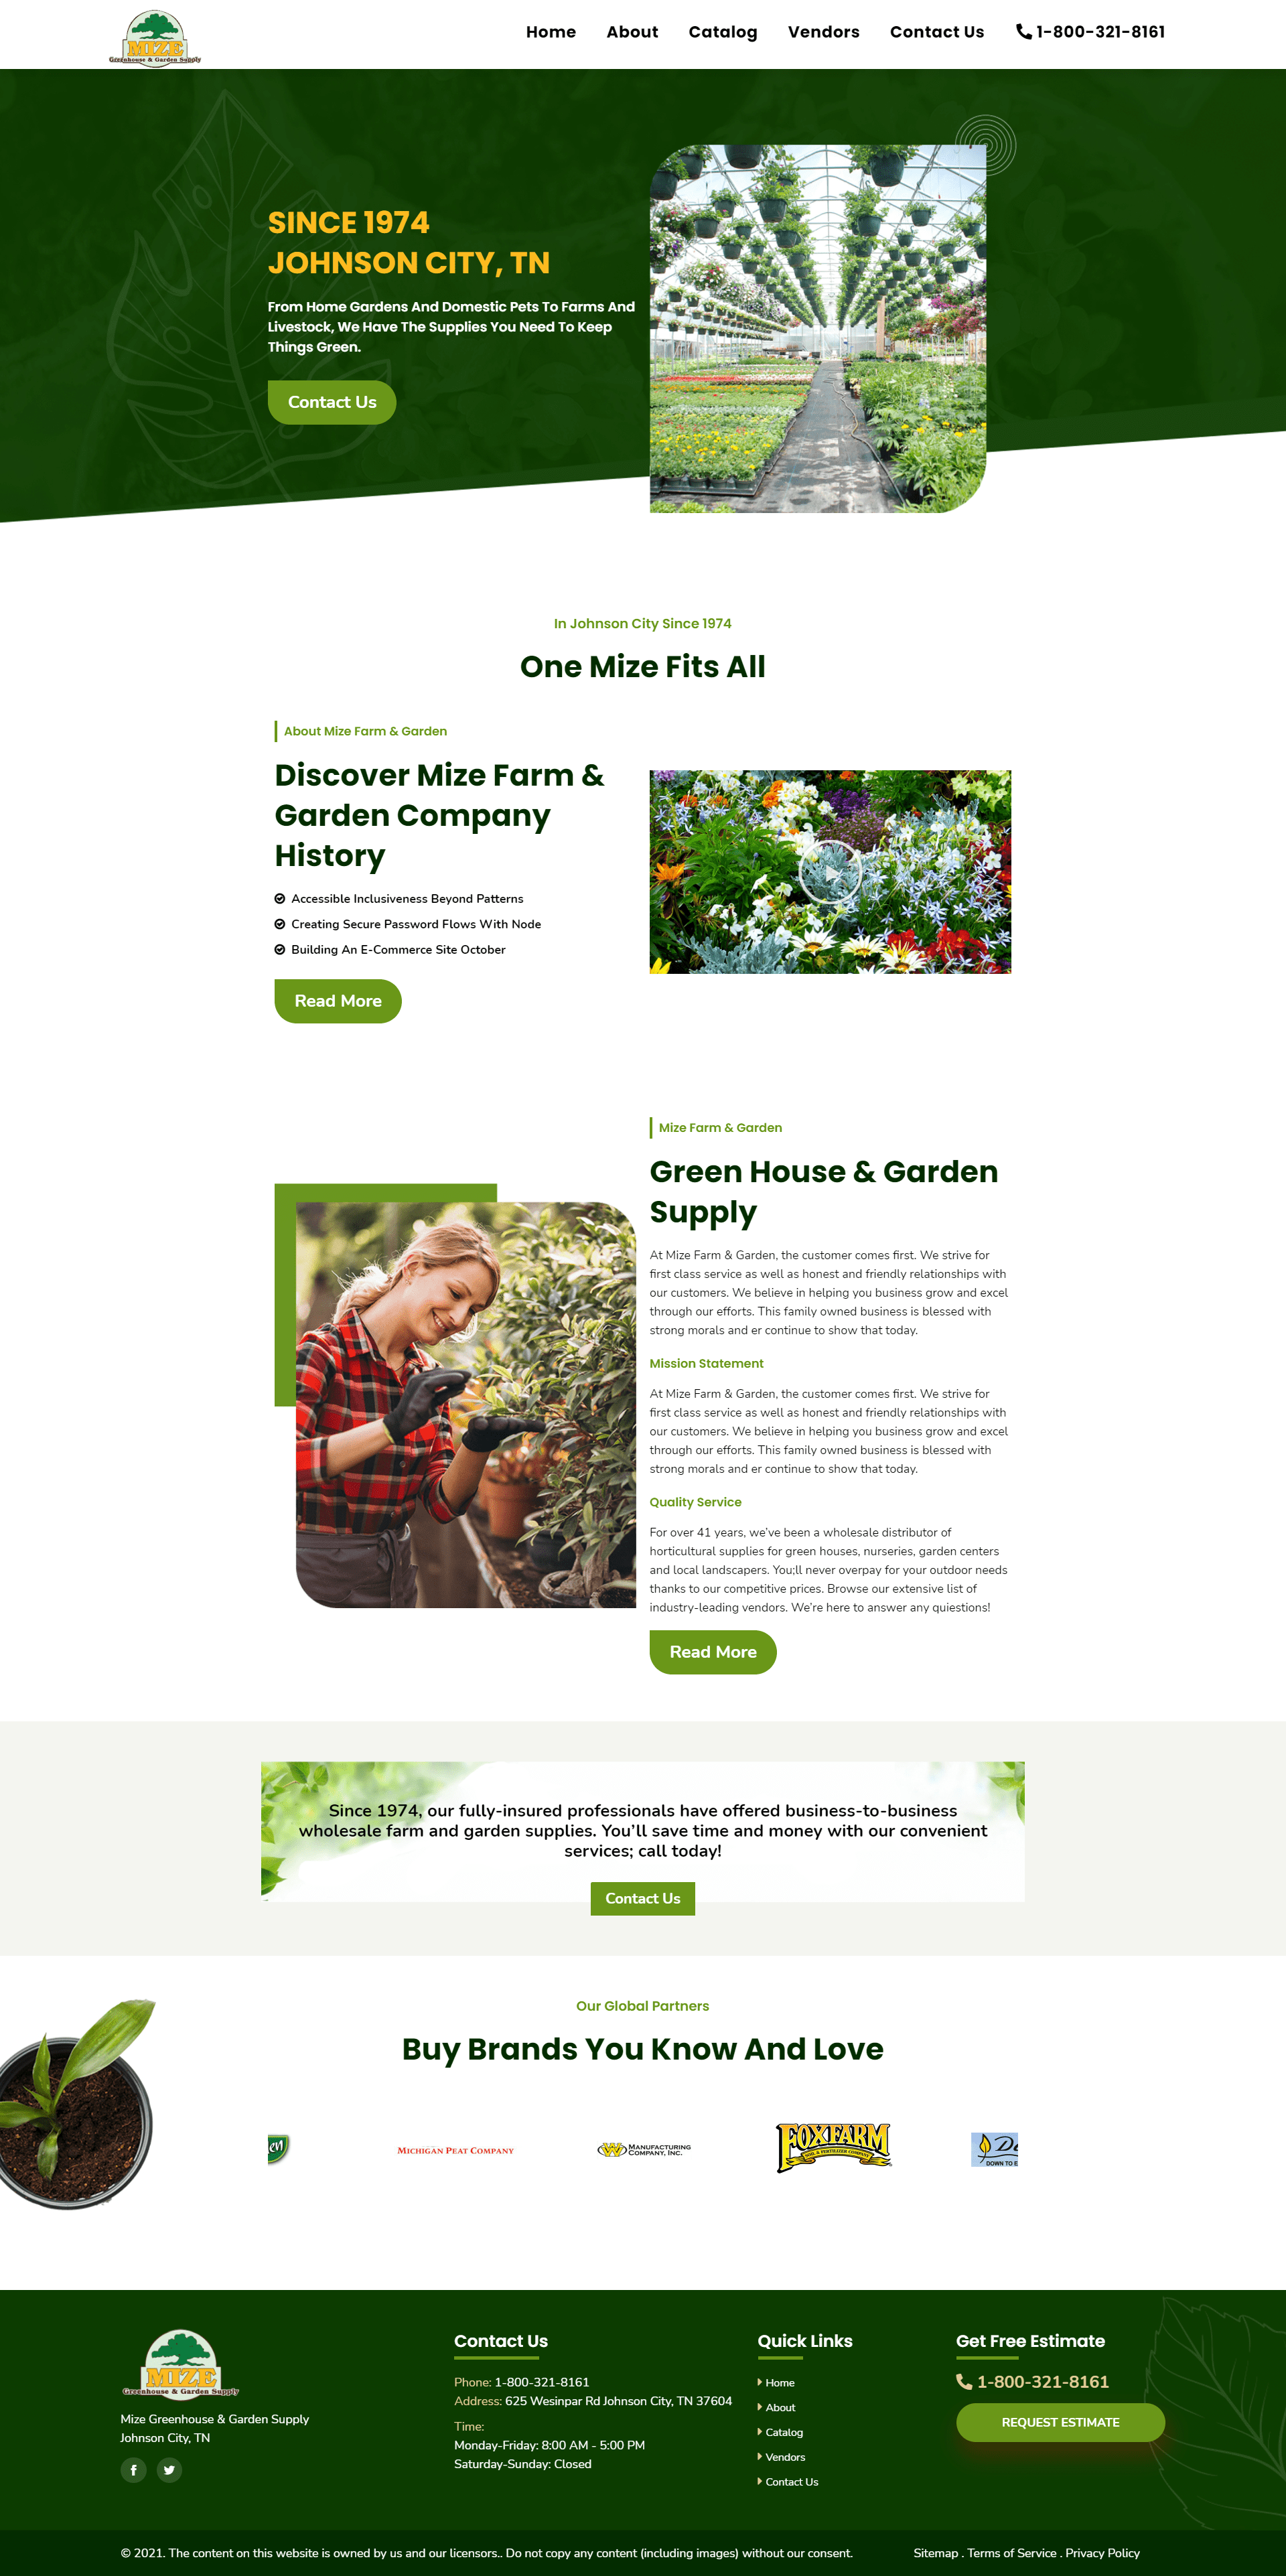 MIZE
Greenhouse & Garden Supply
Home
About
Catalog
Vendors
Contact Us
1-800-321-8161
SINCE 1974
JOHNSON CITY, TN
From Home Gardens And Domestic Pets To Farms And
Livestock, We Have The Supplies You Need To Keep
Things Green.
Contact Us
In Johnson City Since 1974
One Mize Fits All
About Mize Farm & Garden
Discover Mize Farm &
Garden Company
History
Accessible Inclusiveness Beyond Patterns
Creating Secure Password Flows With Node
Building An E-Commerce Site October
Read More
Mize Farm & Garden
Green House & Garden
Supply
At Mize Farm & Garden, the customer comes first. We strive for
first class service as well as honest and friendly relationships with
our customers. We believe in helping you business grow and excel
through our efforts. This family owned business is blessed with
strong morals and er continue to show that today.
Mission Statement
At Mize Farm & Garden, the customer comes first. We strive for
first class service as well as honest and friendly relationships with
our customers. We believe in helping you business grow and excel
through our efforts. This family owned business is blessed with
strong morals and er continue to show that today.
Quality Service
For over 41 years, we've been a wholesale distributor of
horticultural supplies for green houses, nurseries, garden centers
and local landscapers. You;ll never overpay for your outdoor needs
thanks to our competitive prices. Browse our extensive list of
industry-leading vendors. We're here to answer any quiestions!
Read More
Since 1974, our fully-insured professionals have offered business-to-business
wholesale farm and garden supplies. You'll save time and money with our convenient
services; call today!
Contact Us
Our Global Partners
Buy Brands You Know And Love
en
MICHIGAN PEAT COMPANY
W MANUFACTURING
COMPANY, INC.
FOXFARM
SOIL & FERTILIZER COMPANY
D
DOWN TO E
MIZE
Greenhouse & Garden Supply
Mize Greenhouse & Garden Supply
Johnson City, TN
Contact Us
Phone: 1-800-321-8161
Address: 625 Wesinpar Rd Johnson City, TN 37604
Time:
Monday-Friday: 8:00 AM - 5:00 PM
Saturday-Sunday: Closed
Quick Links
Home
About
Catalog
Vendors
Contact Us
Get Free Estimate
1-800-321-8161
REQUEST ESTIMATE
© 2021. The content on this website is owned by us and our licensors.. Do not copy any content (including images) without our consent.
Sitemap . Terms of Service . Privacy Policy